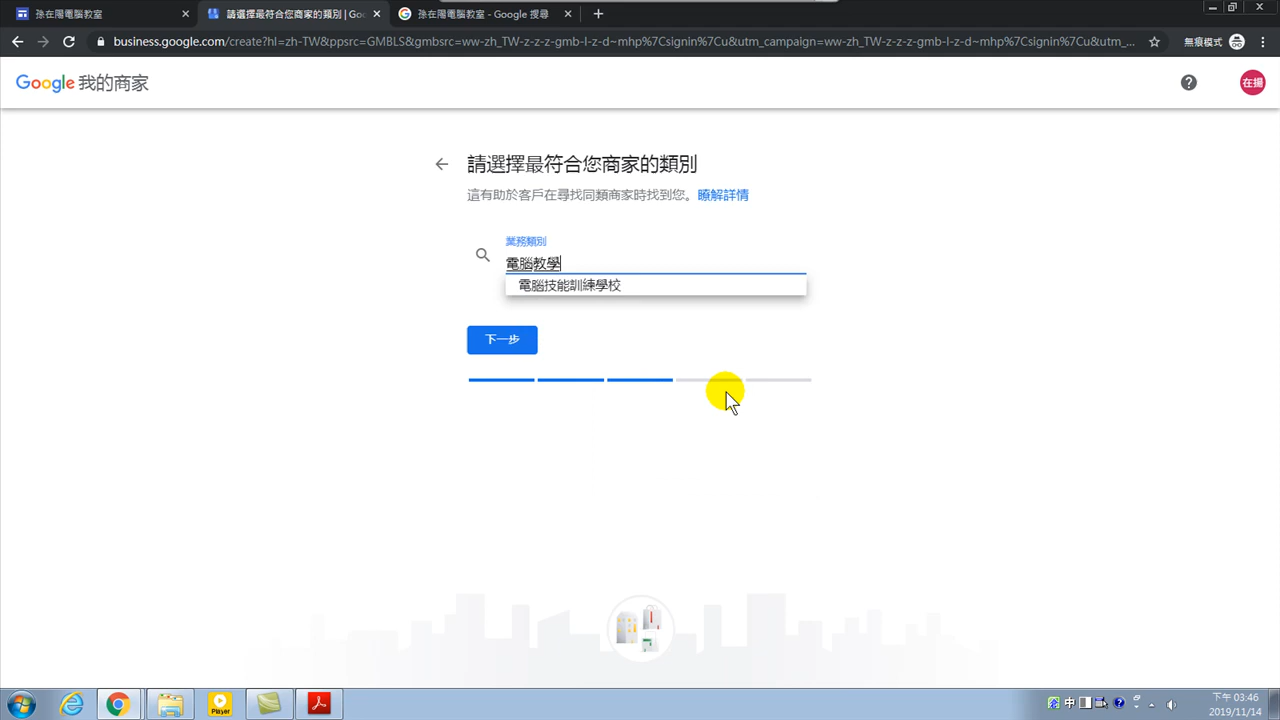 孫在陽電腦教室
請選擇最符合您商家的類別 | Goo
孫在陽電腦教室 - Google 搜尋
business.google.com/create?hl=zh-TW&ppsrc=GMBLS&gmbsrc=ww-zh_TW-z-z-gmb-l-z-d~mhp%7Csignin%7Cu&utm_campaign=ww-zh_TW-z-z-z-gmb-l-z-d~mhp%7Csignin%7Cu&utm_...
無痕模式
Google 我的商家
在揚
請選擇最符合您商家的類別
這有助於客戶在尋找同類商家時找到您。瞭解詳情
業務類別
電腦教學
電腦技能訓練學校
下一步
Player
中
下午 03:46
2019/11/14